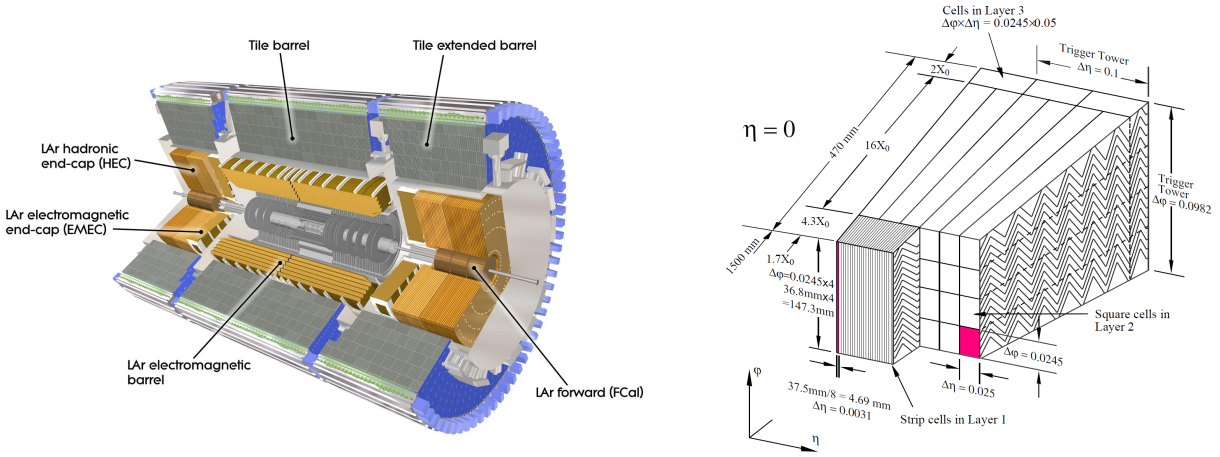 Tile barrel
Tile extended barrel
LAr hadronic
end-cap (HEC)
LAr electromagnetic
end-cap (EMEC)
LAr electromagnetic
barrel
LAr forward (FCal)
Cells in Layer 3
Δφ×Δη = 0.0245×0.05
Trigger
Tower
Δη = 0.1
2X₀
η = 0
470 mm
16X₀
Trigger
Tower
Δφ = 0.0982
4.3X₀
1500 mm
1.7X₀
Δφ=0.0245x4
36.8mmx4
=147.3mm
Square cells in
Layer 2
Δφ = 0.0245
Δη = 0.025
37.5mm/8 = 4.69 mm
Δη = 0.0031
Strip cells in Layer 1
φ
η